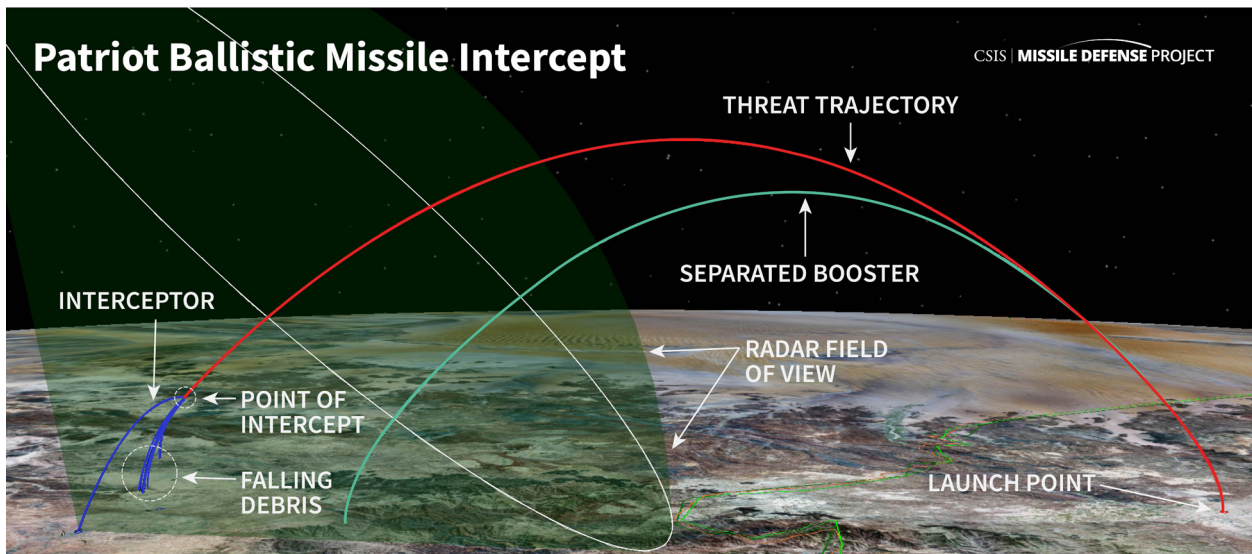 Patriot Ballistic Missile Intercept
CSIS | MISSILE DEFENSE PROJECT
THREAT TRAJECTORY
SEPARATED BOOSTER
INTERCEPTOR
RADAR FIELD
OF VIEW
POINT OF
INTERCEPT
FALLING
DEBRIS
LAUNCH POINT